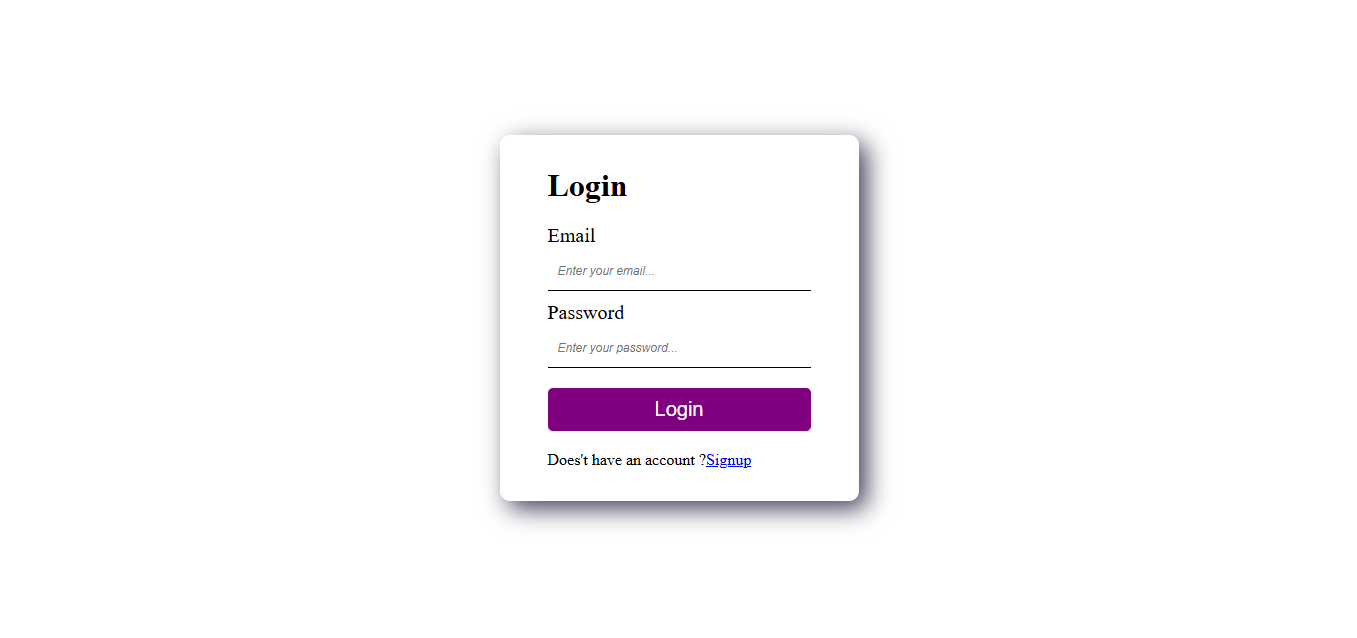 Login
Email
Enter your email...
Password
Enter your password...
Login
Does't have an account ?Signup